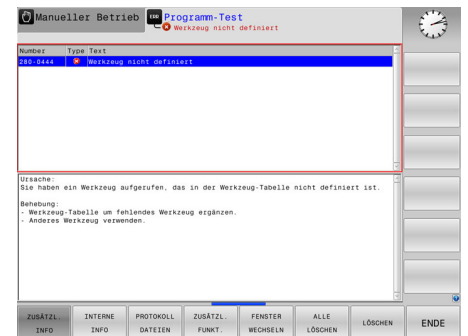 Manueller Betrieb
ERR
Programm-Test
Werkzeug nicht definiert
Number Type Text
280-0444 Werkzeug nicht definiert
Ursache:
Sie haben ein Werkzeug aufgerufen, das in der Werkzeug-Tabelle nicht definiert ist.
Behebung:
- Werkzeug-Tabelle um fehlendes Werkzeug ergänzen.
- Anderes Werkzeug verwenden.
ZUSÄTZL. INFO
INTERNE INFO
PROTOKOLL DATEIEN
ZUSÄTZL. FUNKT.
FENSTER WECHSELN
ALLE LÖSCHEN
LÖSCHEN
ENDE